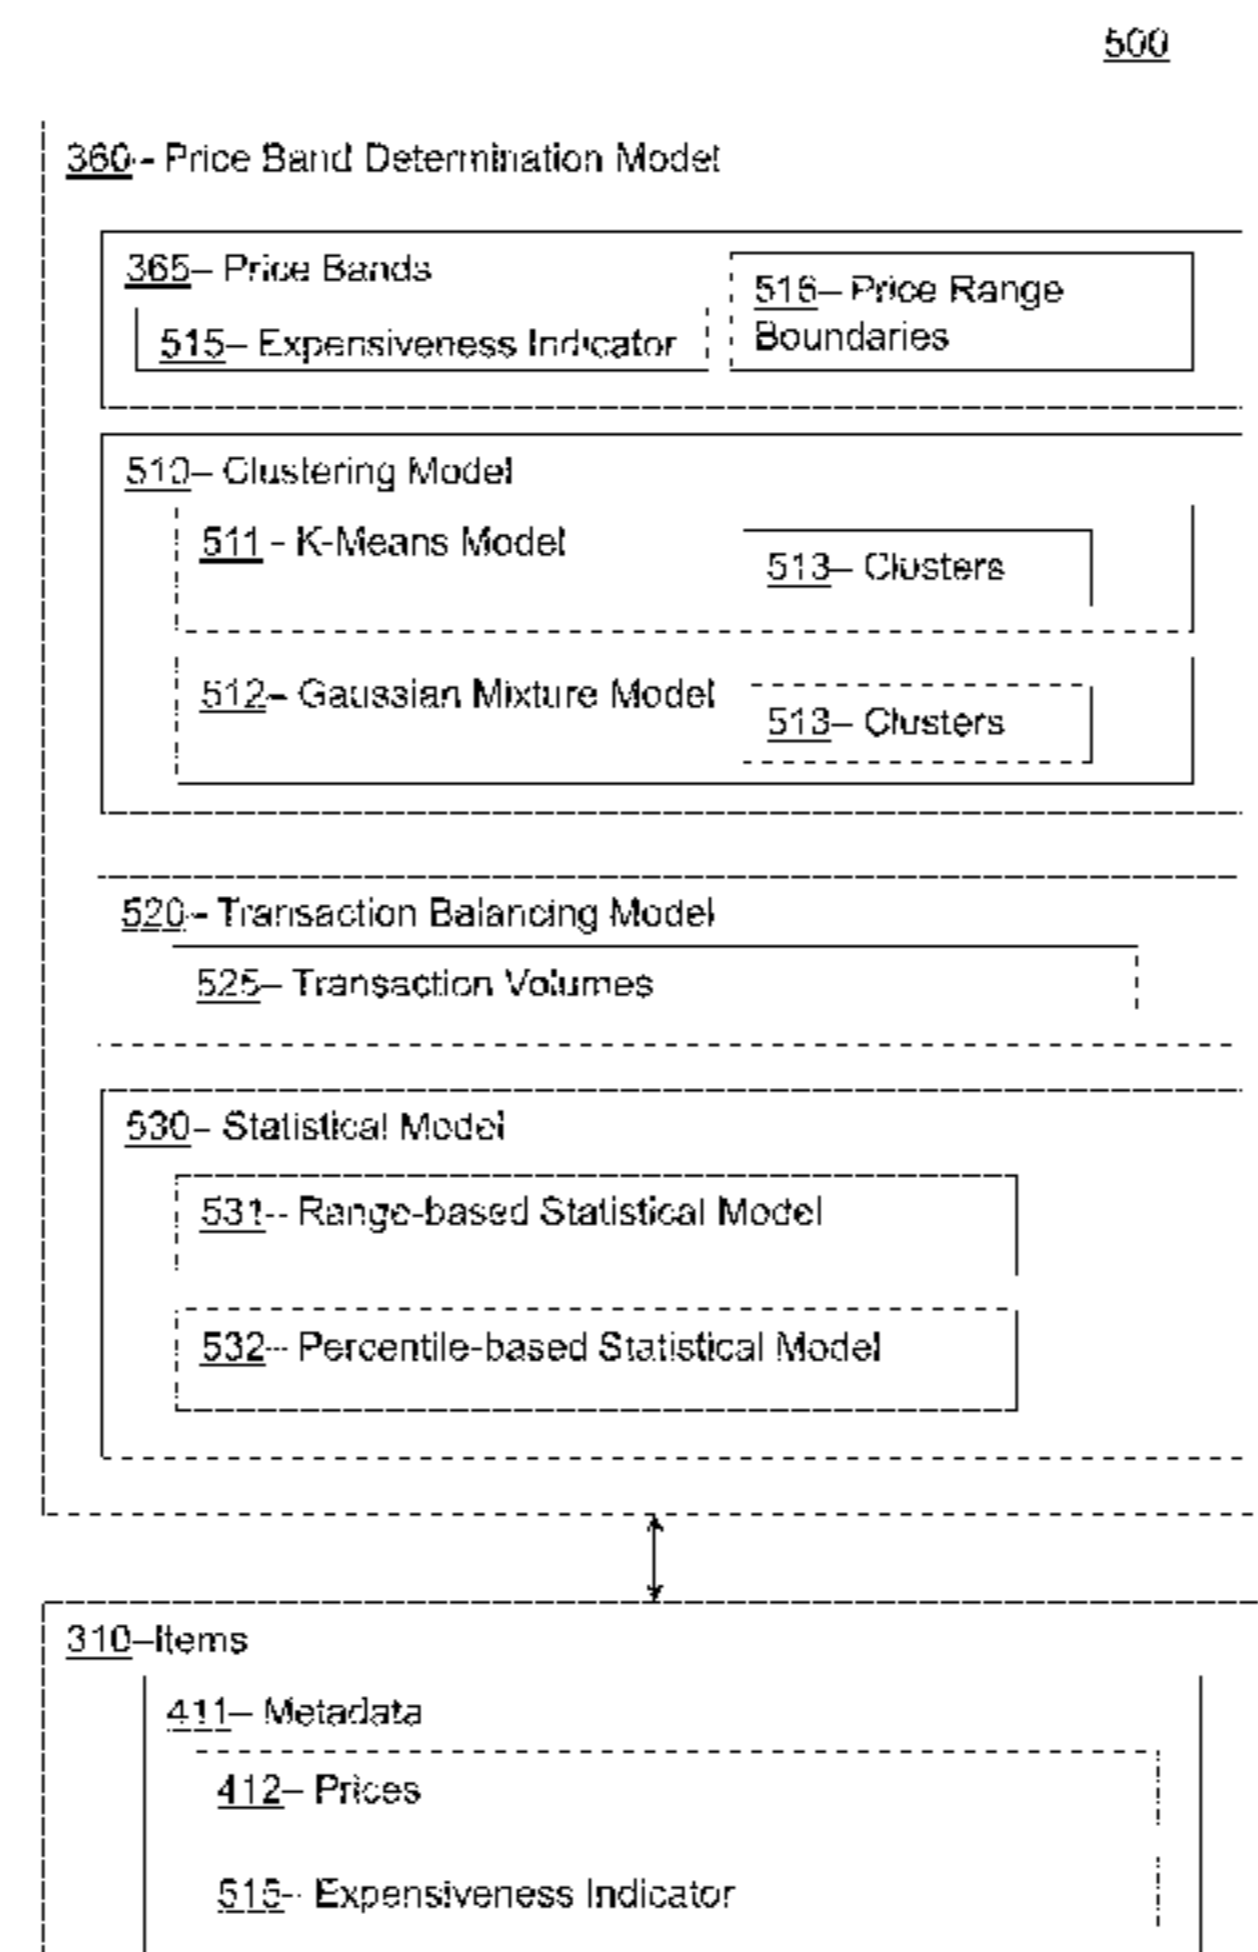 500
360- Price Band Determination Model
365– Price Bands
515– Expensiveness Indicator
516– Price Range
Boundaries
510– Clustering Model
511 - K-Means Model
513– Clusters
512– Gaussian Mixture Model
513– Clusters
520- Transaction Balancing Model
525– Transaction Volumes
530– Statistical Model
531-- Range-based Statistical Model
532-- Percentile-based Statistical Model
310–Items
411– Metadata
412– Prices
515-- Expensiveness Indicator